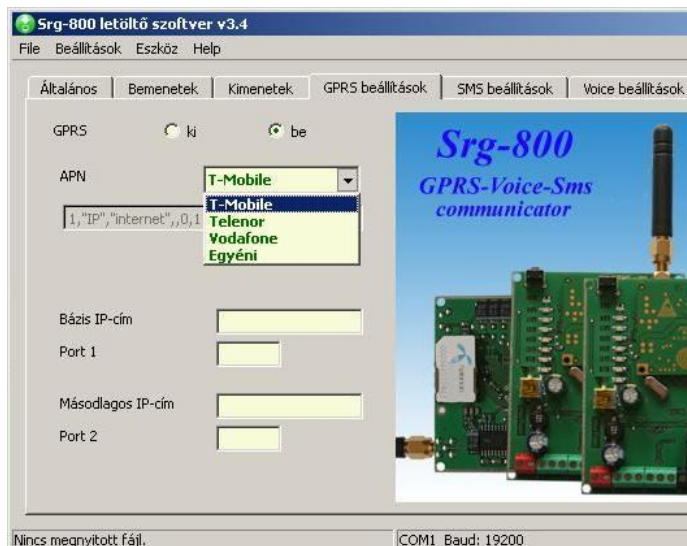 Srg-800 letöltő szoftver v3.4
File Beállítások Eszköz Help
Általános Bemenetek Kimenetek GPRS beállítások SMS beállítások Voice beállítások
GPRS ki be
APN T-Mobile
1,"IP","internet",,0,1
T-Mobile
Telenor
Vodafone
Egyéni
Bázis IP-cím
Port 1
Másodlagos IP-cím
Port 2
Srg-800
GPRS-Voice-Sms
communicator
Nincs megnyitott fájl. COM1 Baud: 19200